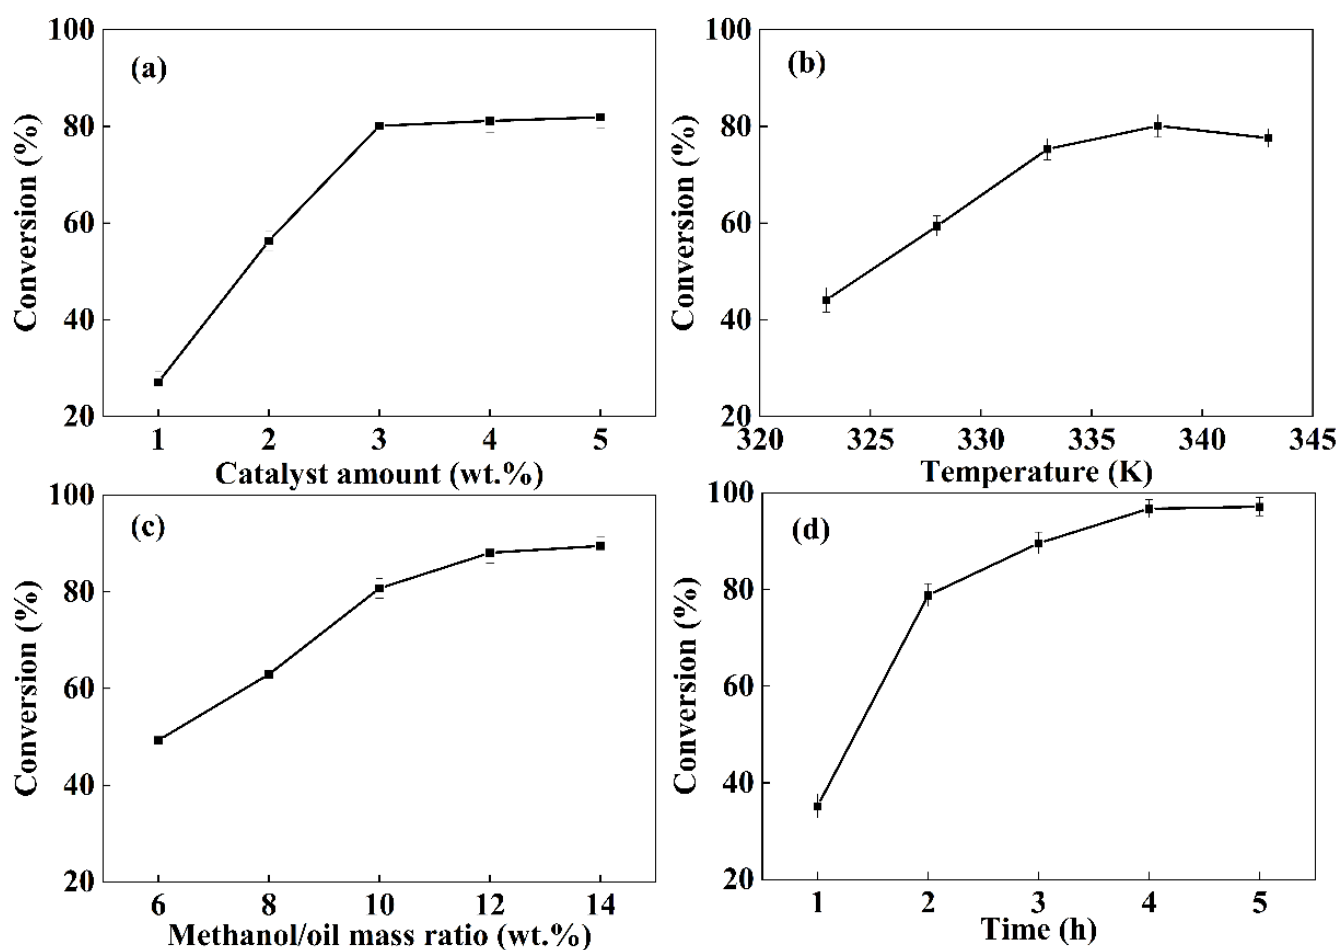 (a)
Conversion (%)
100
80
60
40
20
1 2 3 4 5
Catalyst amount (wt.%)
(b)
Conversion (%)
100
80
60
40
20
320 325 330 335 340 345
Temperature (K)
(c)
Conversion (%)
100
80
60
40
20
6 8 10 12 14
Methanol/oil mass ratio (wt.%)
(d)
Conversion (%)
100
80
60
40
20
1 2 3 4 5
Time (h)